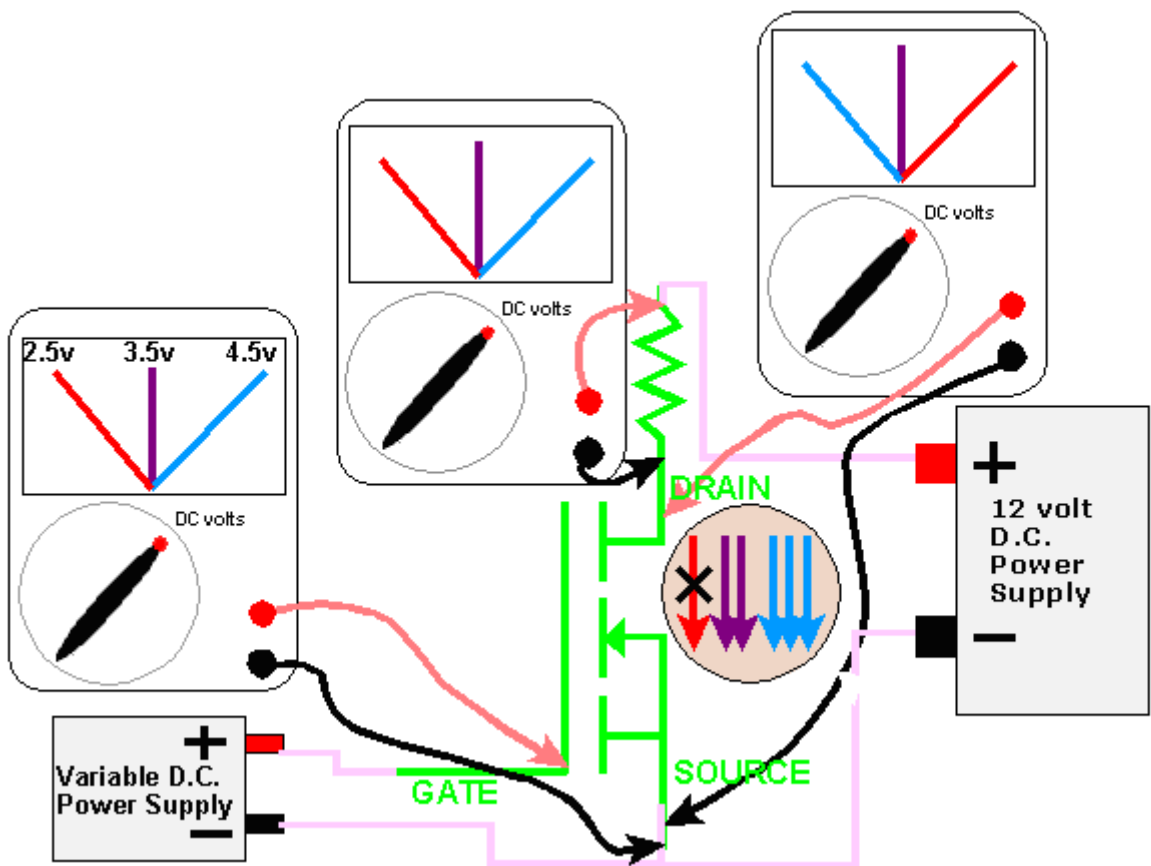 DC volts
DC volts
2.5v 3.5v 4.5v
DC volts
DRAIN
+
12 volt
D.C.
Power
Supply
−
+
Variable D.C.
Power Supply
−
GATE
SOURCE